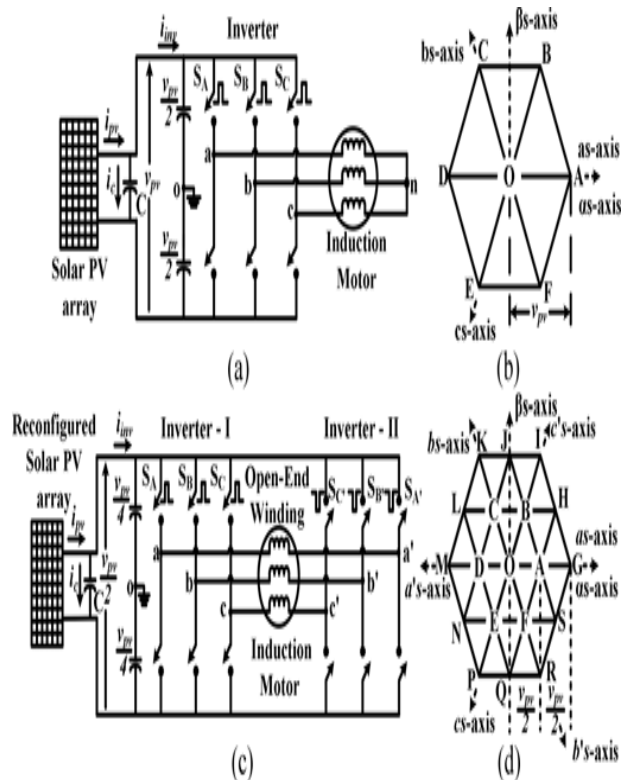 Inverter
i_inv
S_A S_B S_C
v_pv/2
i_pv
i_c
C
v_pv
0
a
b
c
n
v_pv/2
Solar PV
array
Induction
Motor
(a)
βs-axis
bs-axis
C B
as-axis
D O A
αs-axis
E F
cs-axis
v_pv
(b)
Reconfigured
Solar PV
array
i_inv
Inverter - I Inverter - II
S_A S_B S_C
Open-End
Winding
S_C' S_B' S_A'
v_pv/4
i_pv
i_c
C
v_pv/2
0
a a'
b b'
c c'
v_pv/4
Induction
Motor
(c)
βs-axis
bs-axis K J I c's-axis
L C B H
as-axis
M D O A G
a's-axis αs-axis
N E F S
P Q R
cs-axis
v_pv/2 v_pv/2
b's-axis
(d)